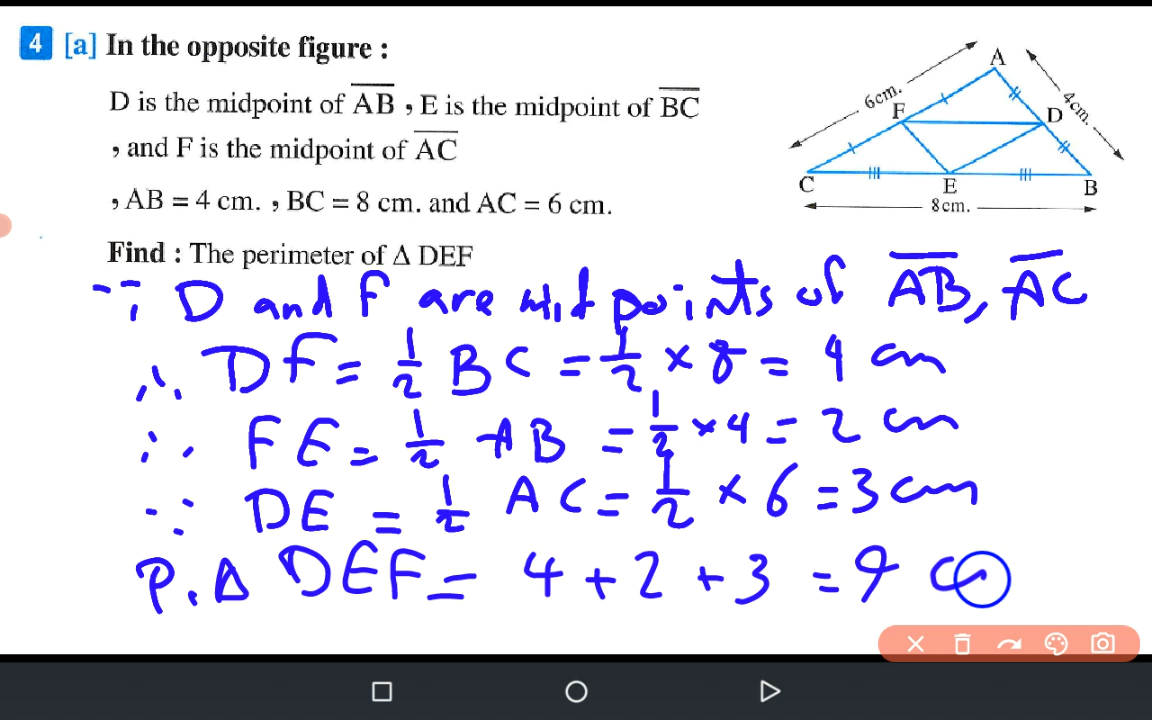 4 [a] In the opposite figure :
D is the midpoint of AB , E is the midpoint of BC
, and F is the midpoint of AC
, AB = 4 cm. , BC = 8 cm. and AC = 6 cm.
Find : The perimeter of Δ DEF
A
6cm.
4cm.
F
D
C
E
B
8cm.
∵ D and F are mid points of AB, AC
∴ DF = 1/2 BC = 1/2 × 8 = 4 cm
∴ FE = 1/2 AB = 1/2 × 4 = 2 cm
∵ DE = 1/2 AC = 1/2 × 6 = 3 cm
P. Δ DEF = 4 + 2 + 3 = 9 cm